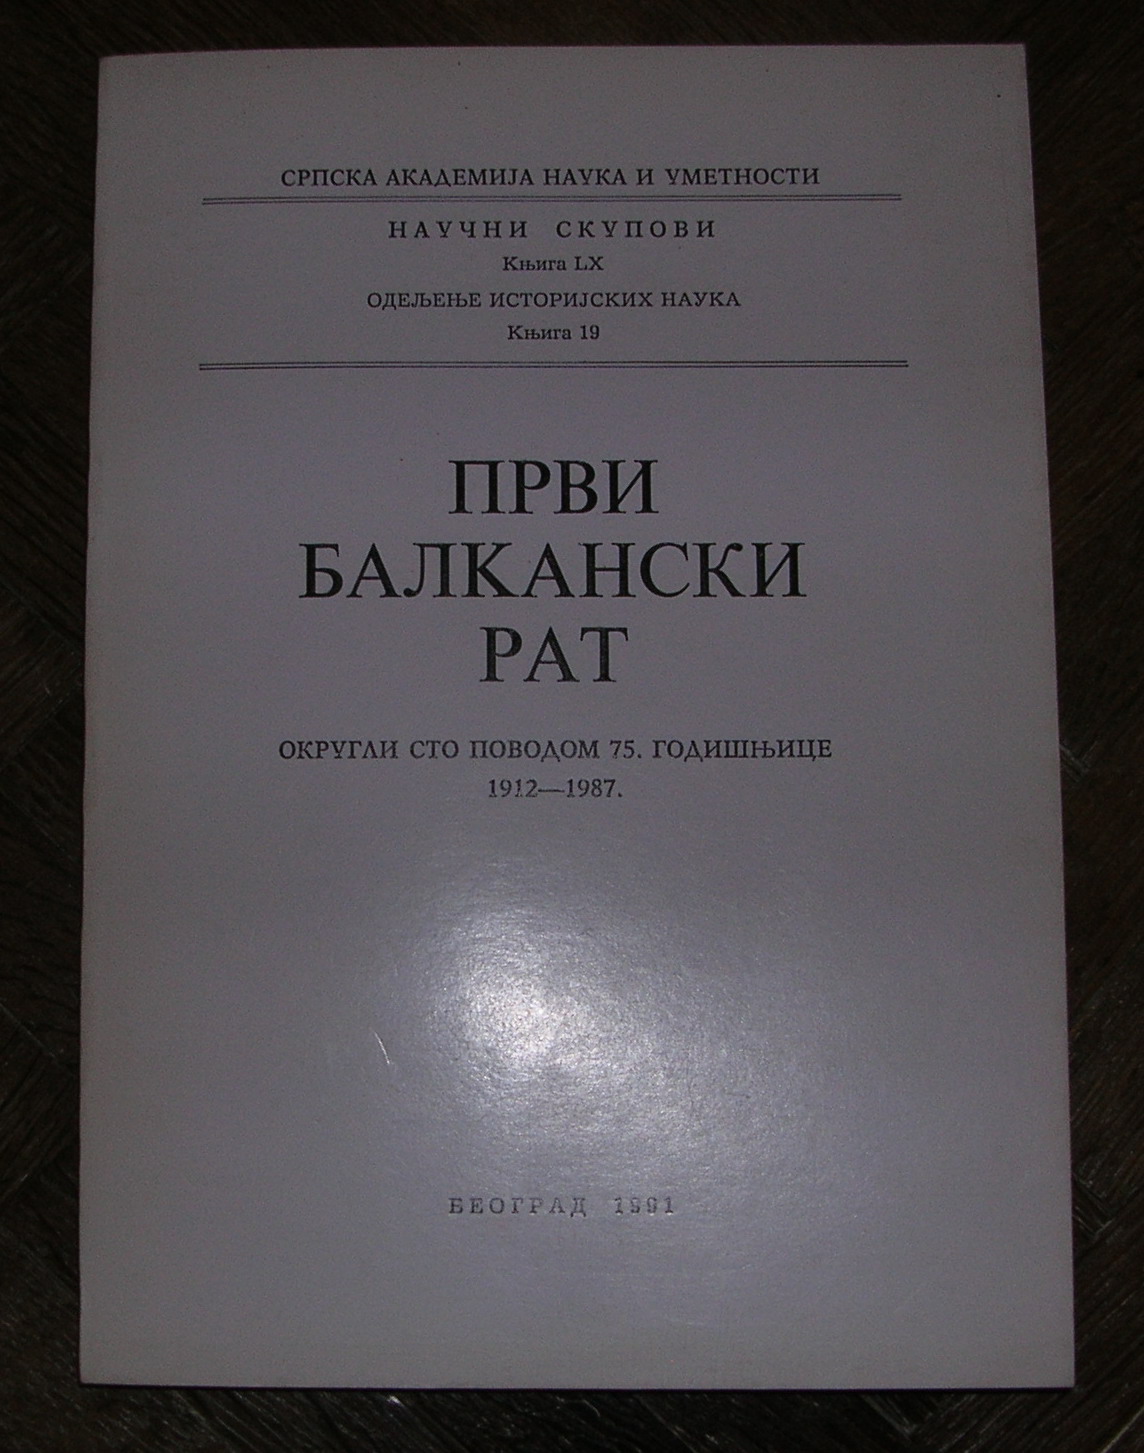 СРПСКА АКАДЕМИЈА НАУКА И УМЕТНОСТИ
НАУЧНИ СКУПОВИ
Књига LX
ОДЕЉЕЊЕ ИСТОРИЈСКИХ НАУКА
Књига 19
ПРВИ
БАЛКАНСКИ
РАТ
ОКРУГЛИ СТО ПОВОДОМ 75. ГОДИШЊИЦЕ
1912—1987.
БЕОГРАД 1991